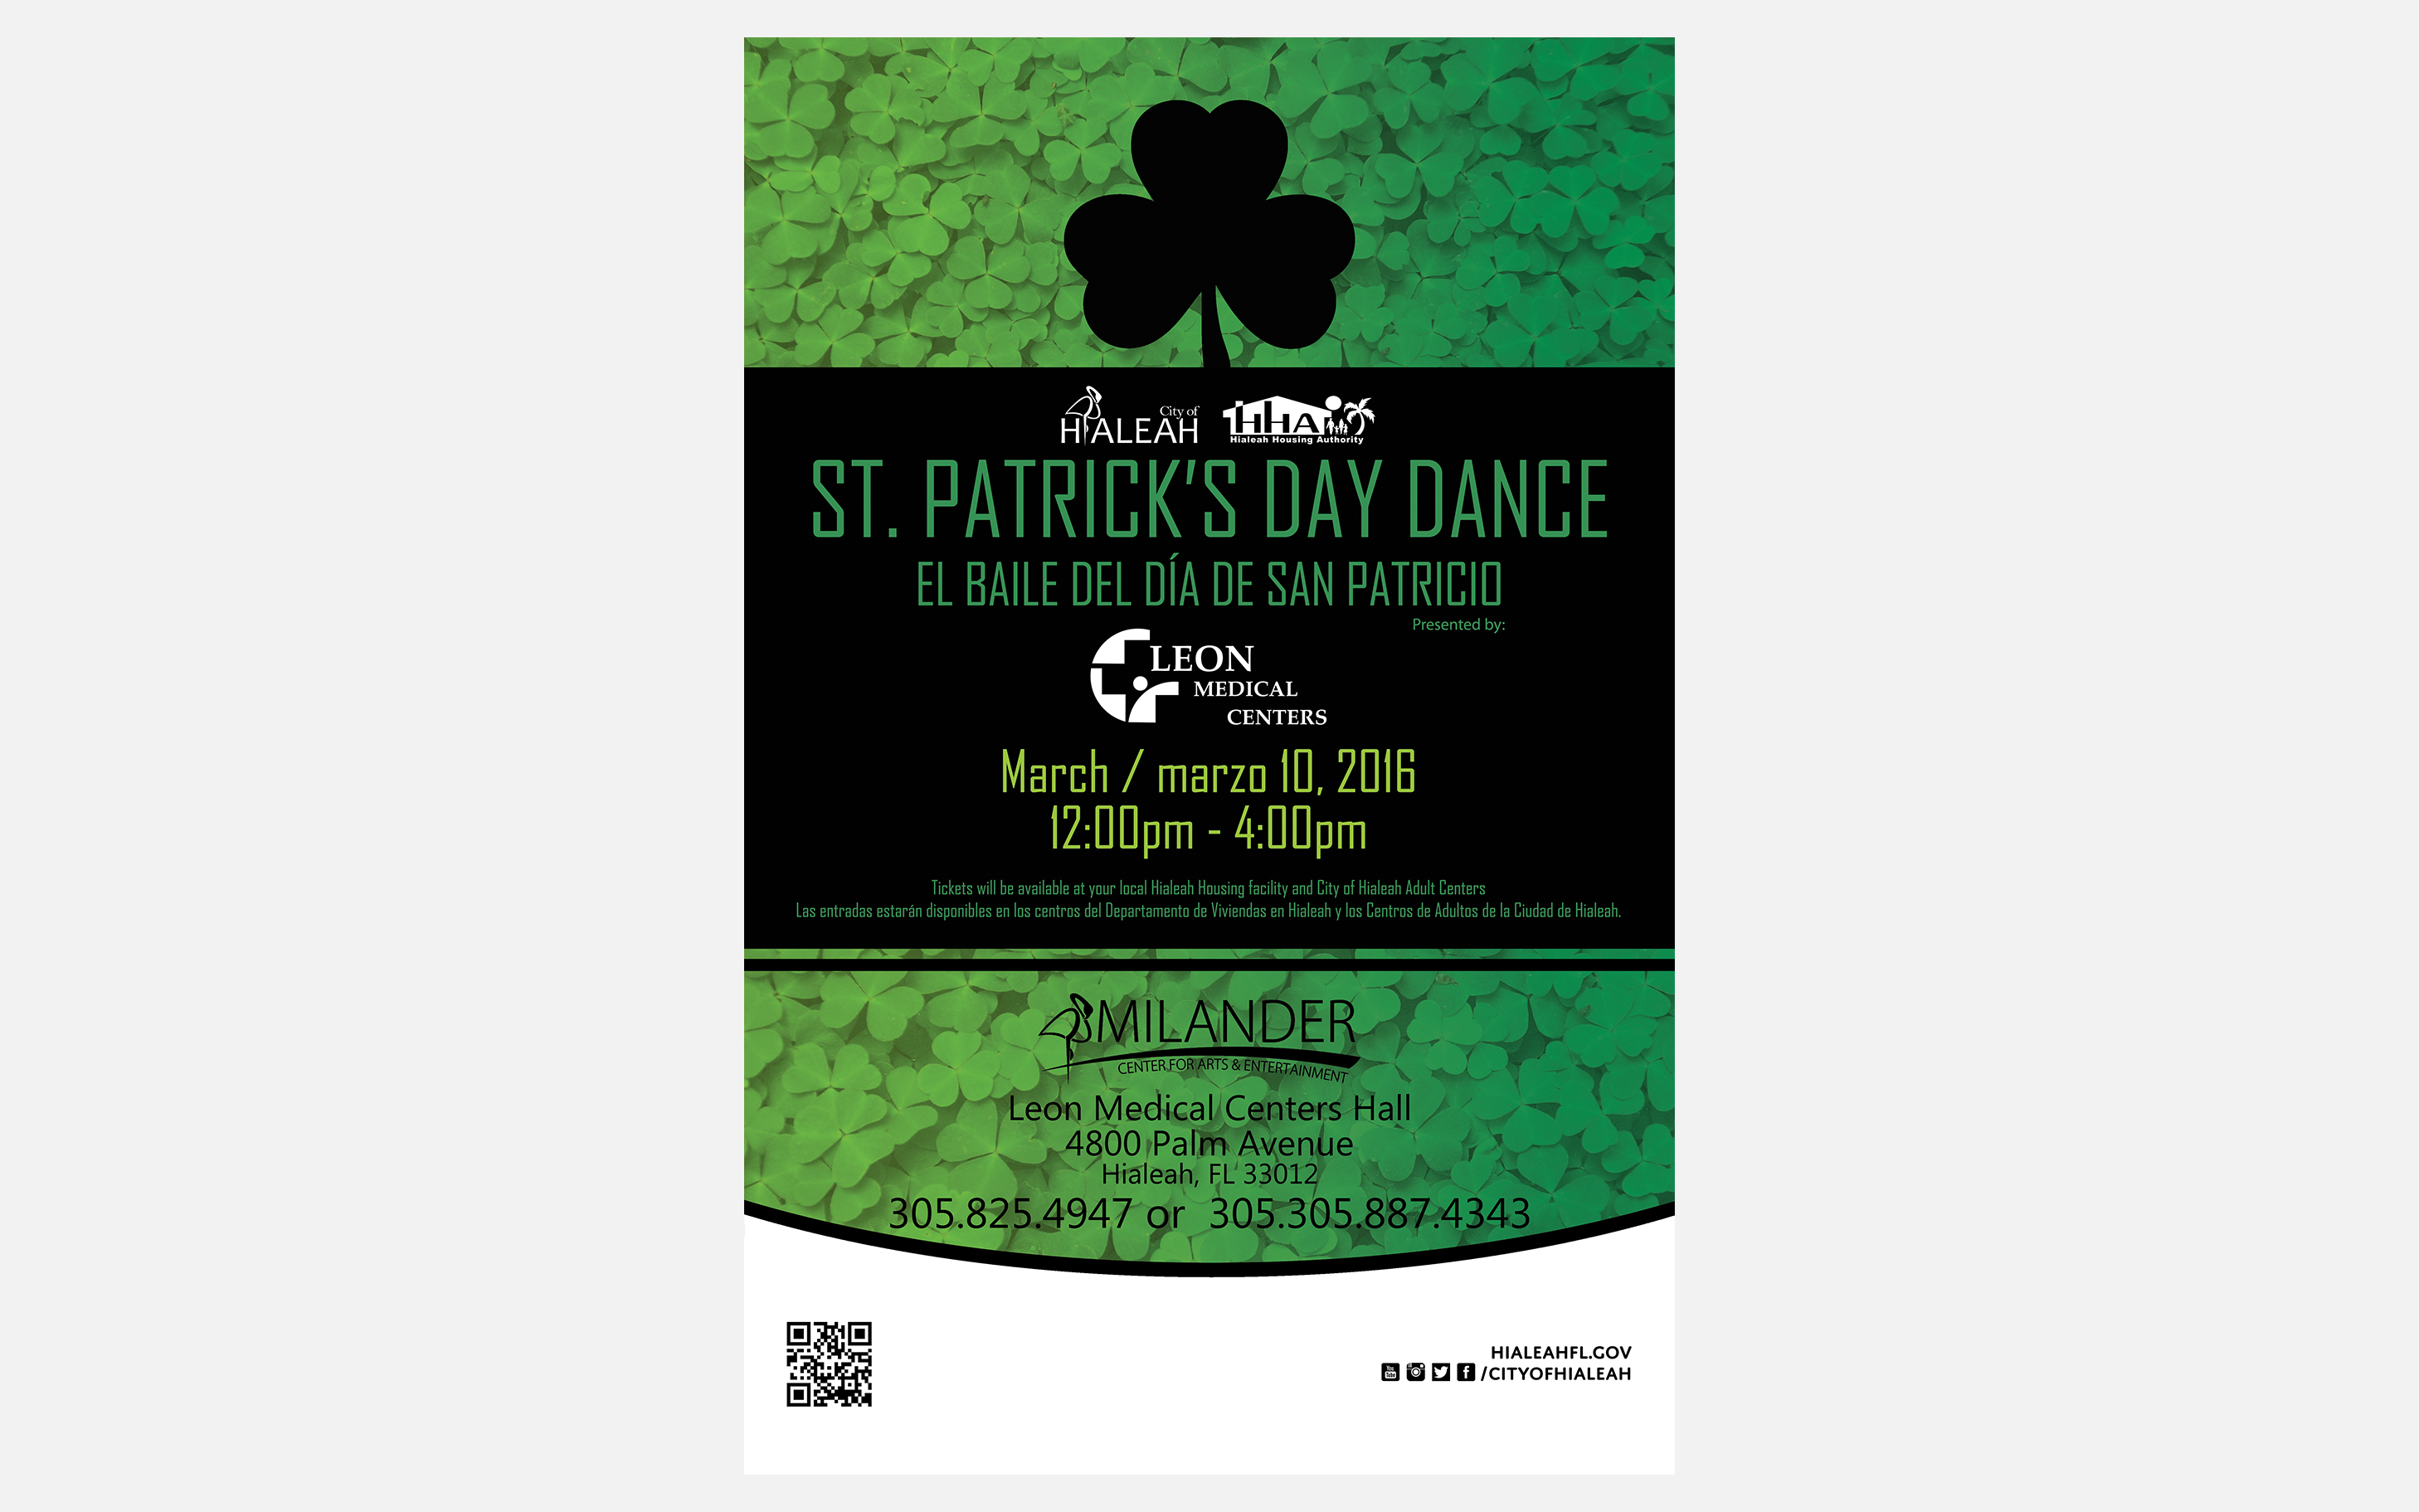 City of
HIALEAH
HHA
Hialeah Housing Authority
ST. PATRICK'S DAY DANCE
EL BAILE DEL DÍA DE SAN PATRICIO
Presented by:
LEON
MEDICAL
CENTERS
March / marzo 10, 2016
12:00pm - 4:00pm
Tickets will be available at your local Hialeah Housing facility and City of Hialeah Adult Centers
Las entradas estarán disponibles en los centros del Departamento de Viviendas en Hialeah y los Centros de Adultos de la Ciudad de Hialeah.
MILANDER
CENTER FOR ARTS & ENTERTAINMENT
Leon Medical Centers Hall
4800 Palm Avenue
Hialeah, FL 33012
305.825.4947 or 305.305.887.4343
HIALEAHFL.GOV
You Tube f /CITYOFHIALEAH